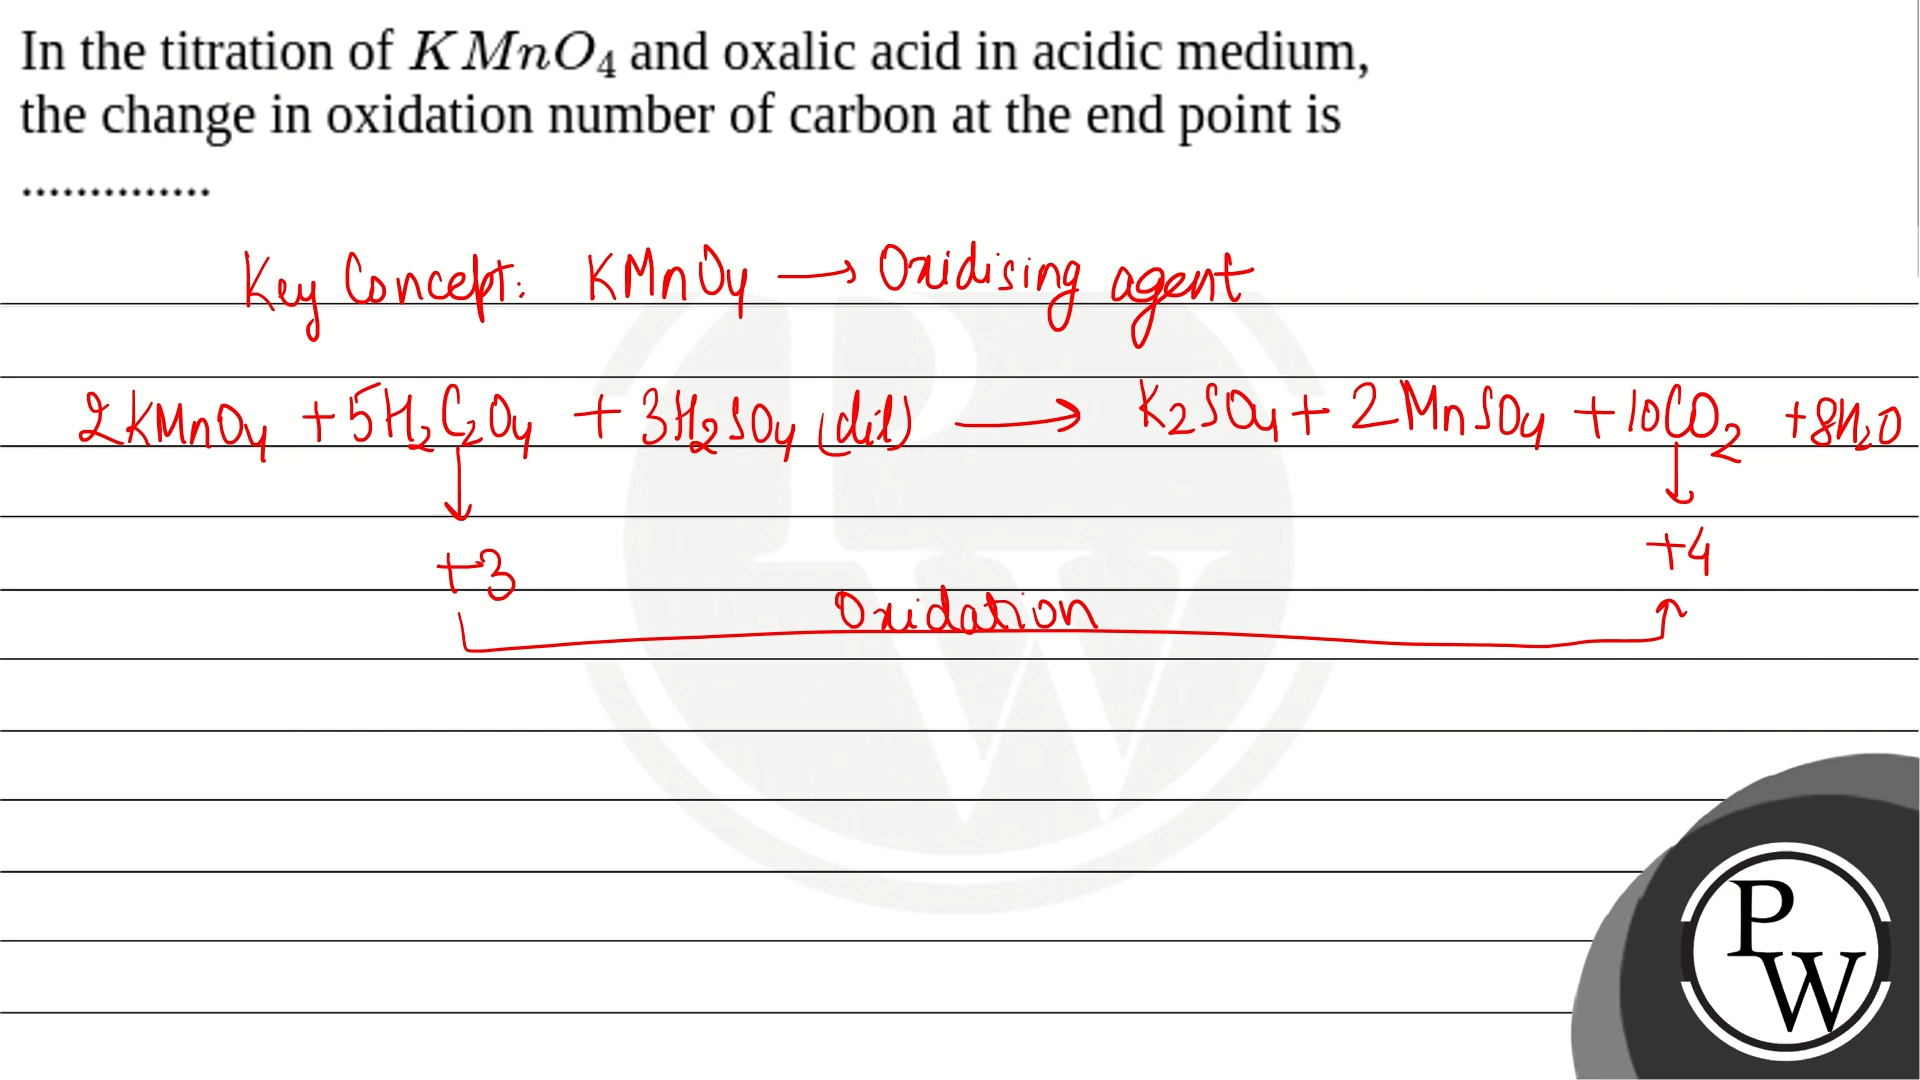 In the titration of KMnO₄ and oxalic acid in acidic medium,
the change in oxidation number of carbon at the end point is
..............
Key Concept: KMnO₄ → Oxidising agent
2KMnO₄ + 5H₂C₂O₄ + 3H₂SO₄ (dil) → K₂SO₄ + 2MnSO₄ + 10CO₂ + 8H₂O
+3 +4
Oxidation
PW
PW